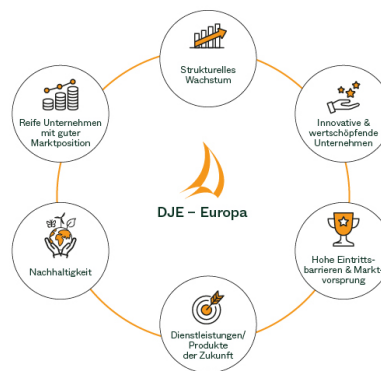 Strukturelles
Wachstum
Innovative &
wertschöpfende
Unternehmen
Hohe Eintritts-
barrieren & Markt-
vorsprung
Dienstleistungen/
Produkte
der Zukunft
Nachhaltigkeit
Reife Unternehmen
mit guter
Marktposition
DJE – Europa